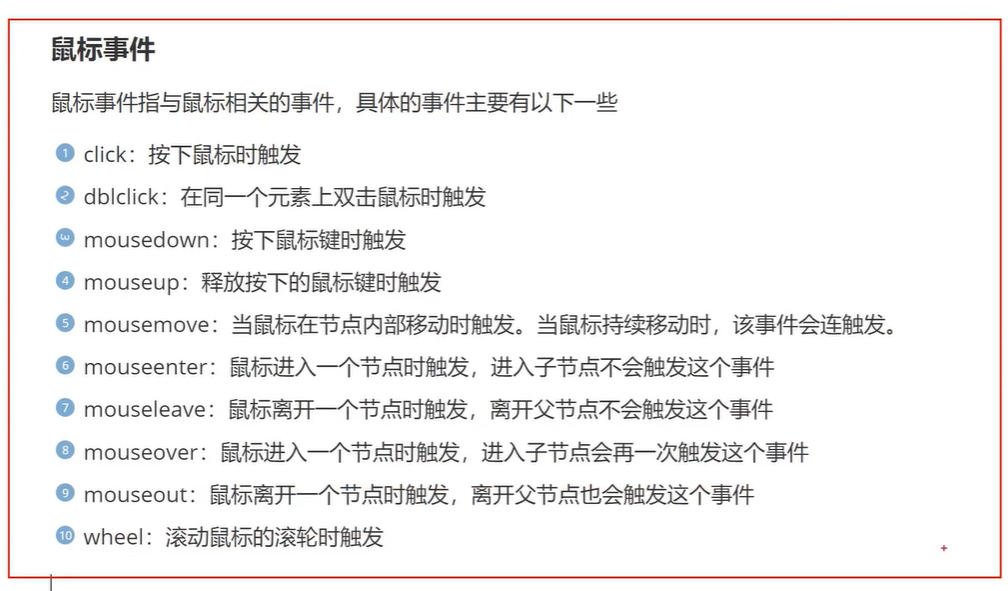 鼠标事件
鼠标事件指与鼠标相关的事件，具体的事件主要有以下一些
1 click：按下鼠标时触发
2 dblclick：在同一个元素上双击鼠标时触发
3 mousedown：按下鼠标键时触发
4 mouseup：释放按下的鼠标键时触发
5 mousemove：当鼠标在节点内部移动时触发。当鼠标持续移动时，该事件会连触发。
6 mouseenter：鼠标进入一个节点时触发，进入子节点不会触发这个事件
7 mouseleave：鼠标离开一个节点时触发，离开父节点不会触发这个事件
8 mouseover：鼠标进入一个节点时触发，进入子节点会再一次触发这个事件
9 mouseout：鼠标离开一个节点时触发，离开父节点也会触发这个事件
10 wheel：滚动鼠标的滚轮时触发